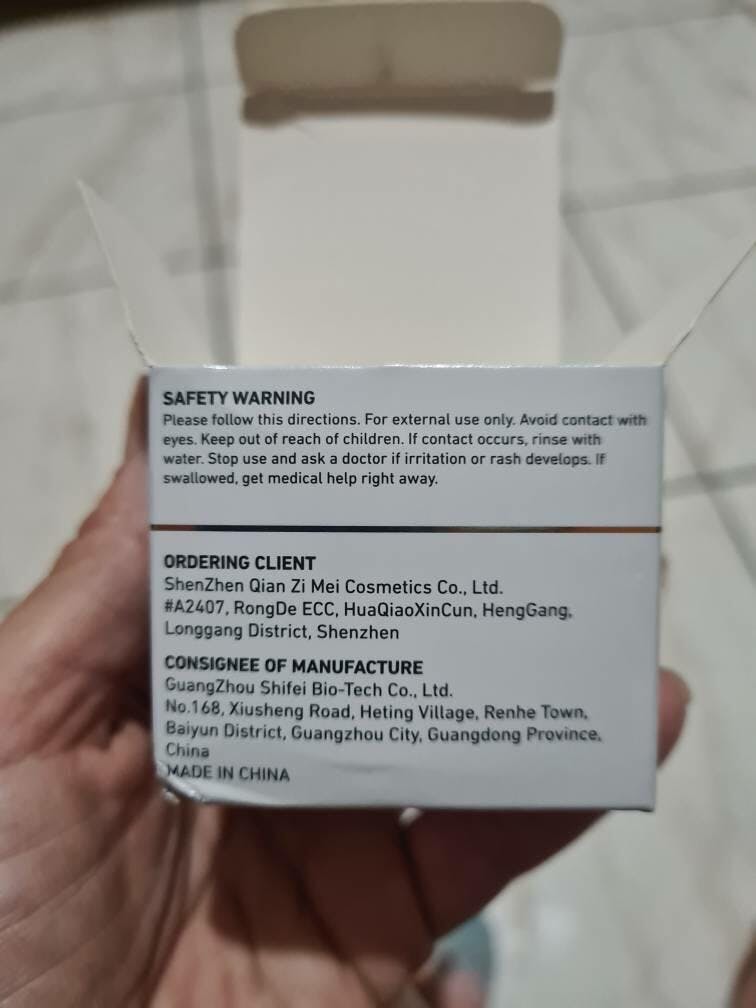 SAFETY WARNING
Please follow this directions. For external use only. Avoid contact with
eyes. Keep out of reach of children. If contact occurs, rinse with
water. Stop use and ask a doctor if irritation or rash develops. If
swallowed, get medical help right away.
ORDERING CLIENT
ShenZhen Qian Zi Mei Cosmetics Co., Ltd.
#A2407, RongDe ECC, HuaQiaoXinCun, HengGang,
Longgang District, Shenzhen
CONSIGNEE OF MANUFACTURE
GuangZhou Shifei Bio-Tech Co., Ltd.
No.168, Xiusheng Road, Heting Village, Renhe Town,
Baiyun District, Guangzhou City, Guangdong Province,
China
MADE IN CHINA